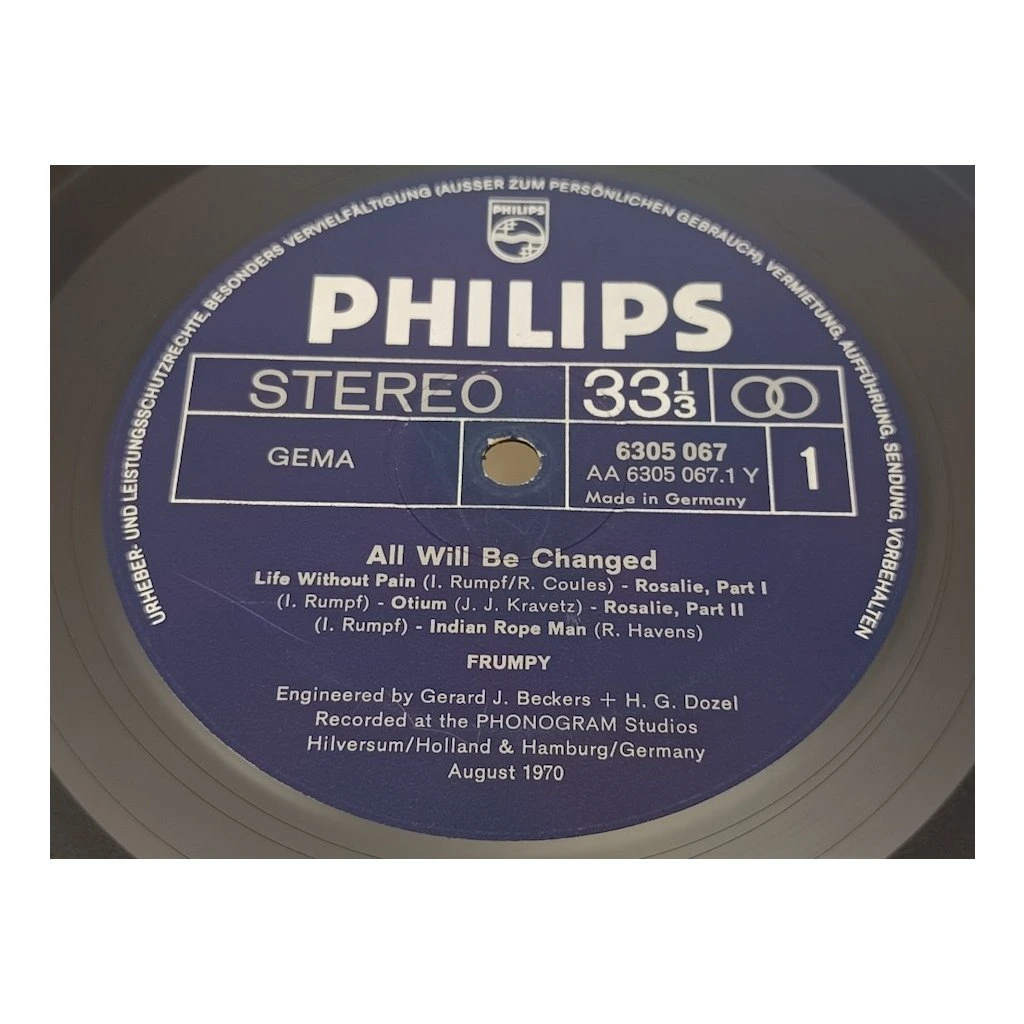 URHEBER- UND LEISTUNGSSCHUTZRECHTE, BESONDERS VERVIELFÄLTIGUNG (AUSSER ZUM PERSÖNLICHEN GEBRAUCH), VERMIETUNG, AUFFÜHRUNG, SENDUNG, VORBEHALTEN
PHILIPS
PHILIPS
STEREO 33⅓
GEMA
6305 067
AA 6305 067.1 Y
Made in Germany
1
All Will Be Changed
Life Without Pain (I. Rumpf/R. Coules) - Rosalie, Part I
(I. Rumpf) - Otium (J. J. Kravetz) - Rosalie, Part II
(I. Rumpf) - Indian Rope Man (R. Havens)
FRUMPY
Engineered by Gerard J. Beckers + H. G. Dozel
Recorded at the PHONOGRAM Studios
Hilversum/Holland & Hamburg/Germany
August 1970